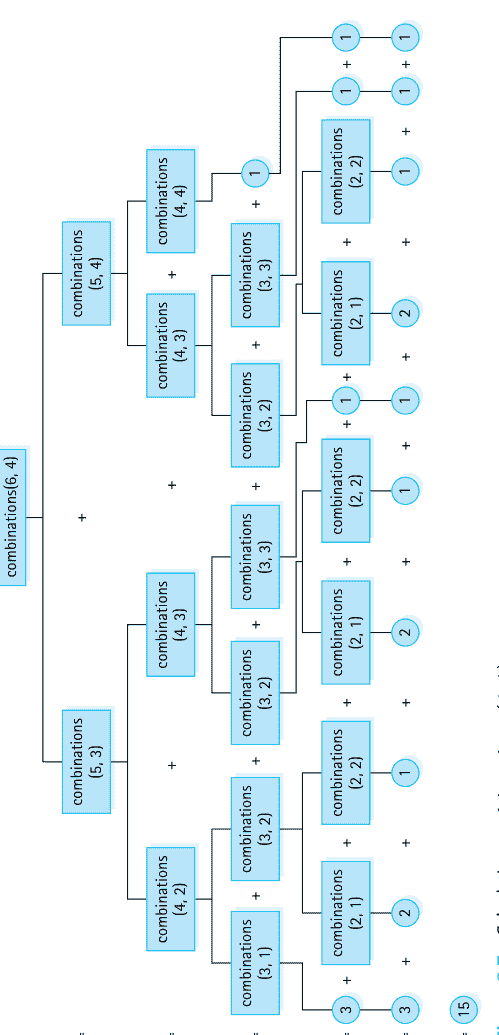 combinations(6, 4)
= combinations + combinations
(5, 3) (5, 4)
= combinations + combinations + combinations + combinations
(4, 2) (4, 3) (4, 3) (4, 4)
= combinations + combinations + combinations + combinations + combinations + combinations + 1
(3, 1) (3, 2) (3, 2) (3, 3) (3, 2) (3, 3)
= 3 + combinations + combinations + combinations + combinations + 1 + combinations + combinations 1 + 1
(2, 1) (2, 2) (2, 1) (2, 2) (2, 1) (2, 2)
= 3 + 2 + 1 + 2 + 1 + 1 + 2 + 1 + 1 + 1
= 15